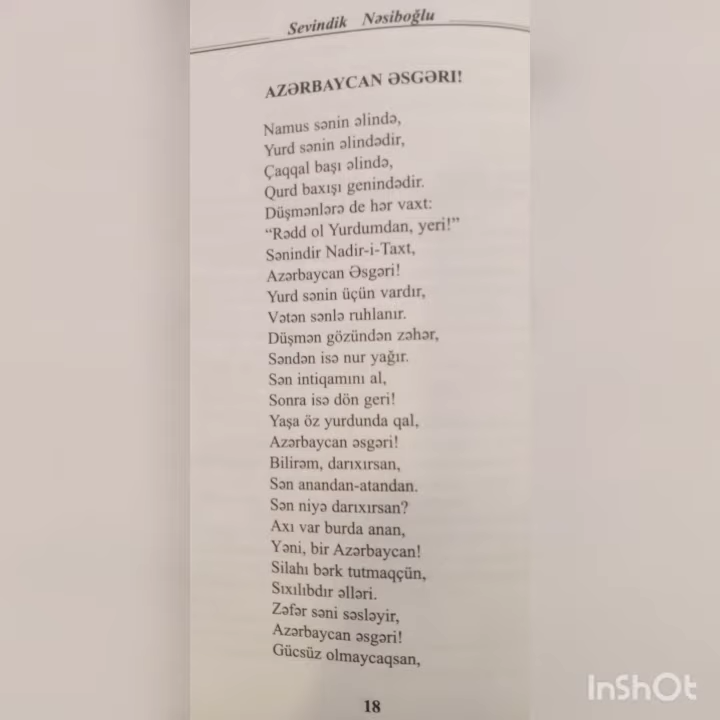 Sevindik Nəsiboğlu
AZƏRBAYCAN ƏSGƏRI!
Namus sənin əlində,
Yurd sənin əlindədir,
Çaqqal başı əlində,
Qurd baxışı genindədir.
Düşmənlərə de hər vaxt:
“Rədd ol Yurdumdan, yeri!”
Sənindir Nadir-i-Taxt,
Azərbaycan Əsgəri!
Yurd sənin üçün vardır,
Vətən sənlə ruhlanır.
Düşmən gözündən zəhər,
Səndən isə nur yağır.
Sən intiqamını al,
Sonra isə dön geri!
Yaşa öz yurdunda qal,
Azərbaycan əsgəri!
Bilirəm, darıxırsan,
Sən anandan-atandan.
Sən niyə darıxırsan?
Axı var burda anan,
Yəni, bir Azərbaycan!
Silahı bərk tutmaqçün,
Sıxılıbdır əlləri.
Zəfər səni səsləyir,
Azərbaycan əsgəri!
Gücsüz olmaycaqsan,
18
InShOt